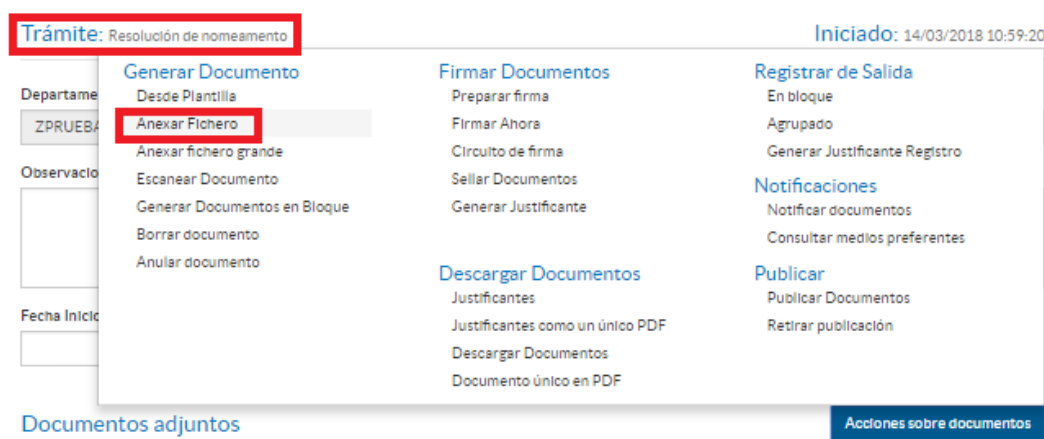 Trámite: Resolución de nomeamento
Iniciado: 14/03/2018 10:59:20
Departame
ZPRUEBA
Observacio
Fecha Inicio
Generar Documento
Desde Plantilla
Anexar Fichero
Anexar fichero grande
Escanear Documento
Generar Documentos en Bloque
Borrar documento
Anular documento
Firmar Documentos
Preparar firma
Firmar Ahora
Circuito de firma
Sellar Documentos
Generar Justificante
Descargar Documentos
Justificantes
Justificantes como un único PDF
Descargar Documentos
Documento único en PDF
Registrar de Salida
En bloque
Agrupado
Generar Justificante Registro
Notificaciones
Notificar documentos
Consultar medios preferentes
Publicar
Publicar Documentos
Retirar publicación
Documentos adjuntos
Acciones sobre documentos